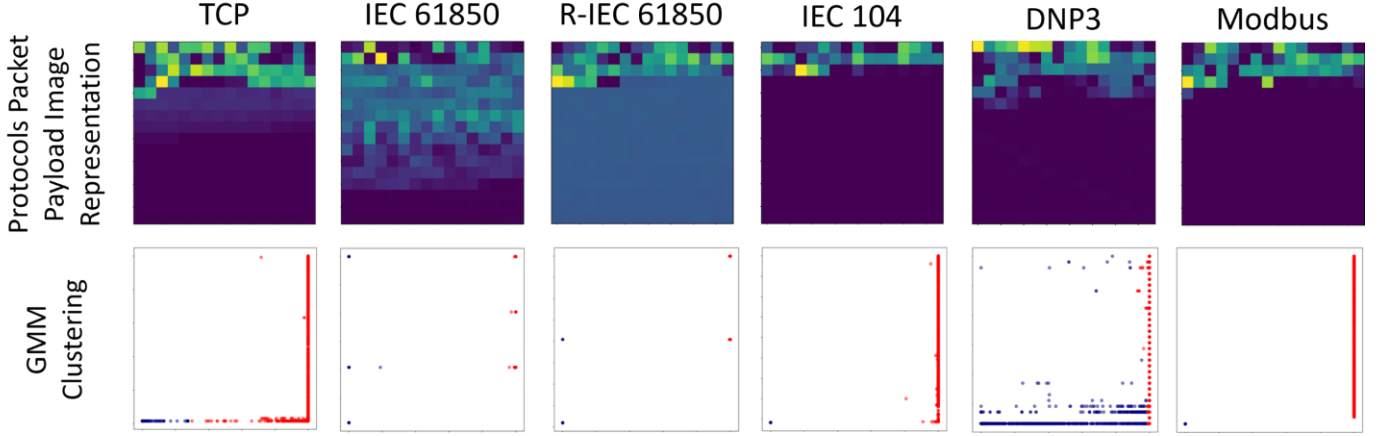 TCP
IEC 61850
R-IEC 61850
IEC 104
DNP3
Modbus
Protocols Packet
Payload Image
Representation
GMM
Clustering